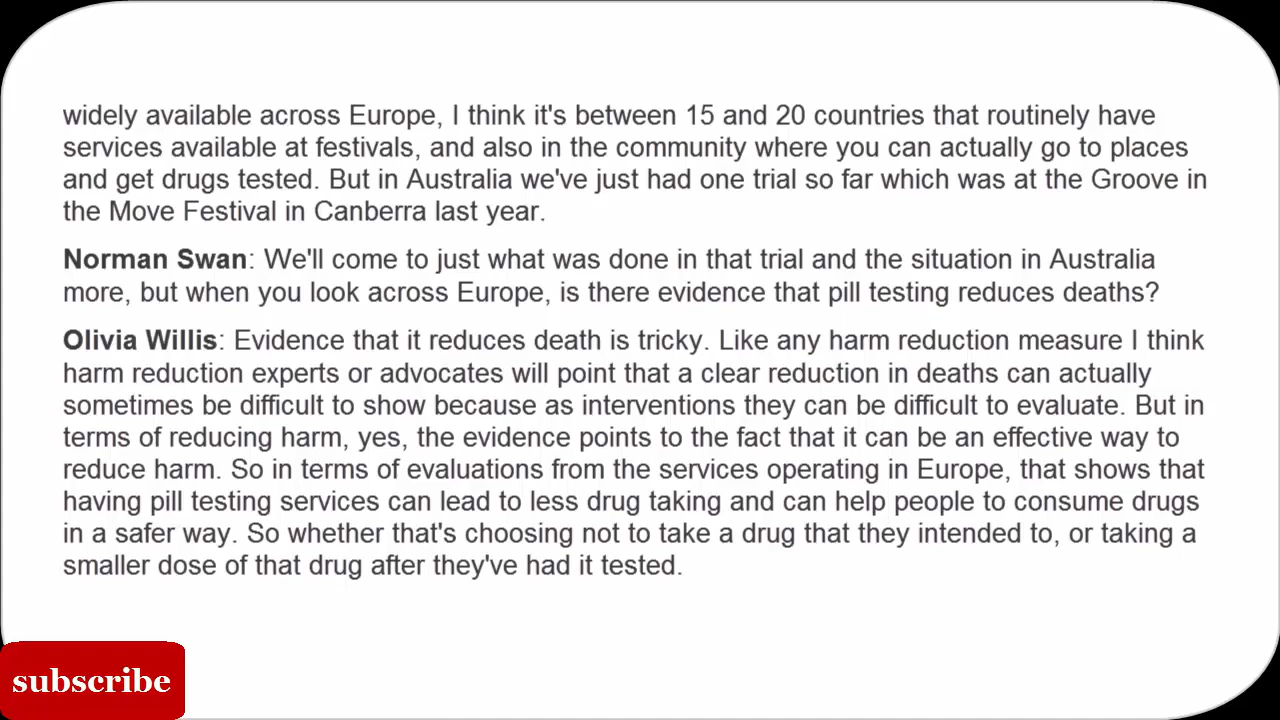 widely available across Europe, I think it's between 15 and 20 countries that routinely have
services available at festivals, and also in the community where you can actually go to places
and get drugs tested. But in Australia we've just had one trial so far which was at the Groove in
the Move Festival in Canberra last year.
Norman Swan: We'll come to just what was done in that trial and the situation in Australia
more, but when you look across Europe, is there evidence that pill testing reduces deaths?
Olivia Willis: Evidence that it reduces death is tricky. Like any harm reduction measure I think
harm reduction experts or advocates will point that a clear reduction in deaths can actually
sometimes be difficult to show because as interventions they can be difficult to evaluate. But in
terms of reducing harm, yes, the evidence points to the fact that it can be an effective way to
reduce harm. So in terms of evaluations from the services operating in Europe, that shows that
having pill testing services can lead to less drug taking and can help people to consume drugs
in a safer way. So whether that's choosing not to take a drug that they intended to, or taking a
smaller dose of that drug after they've had it tested.
subscribe